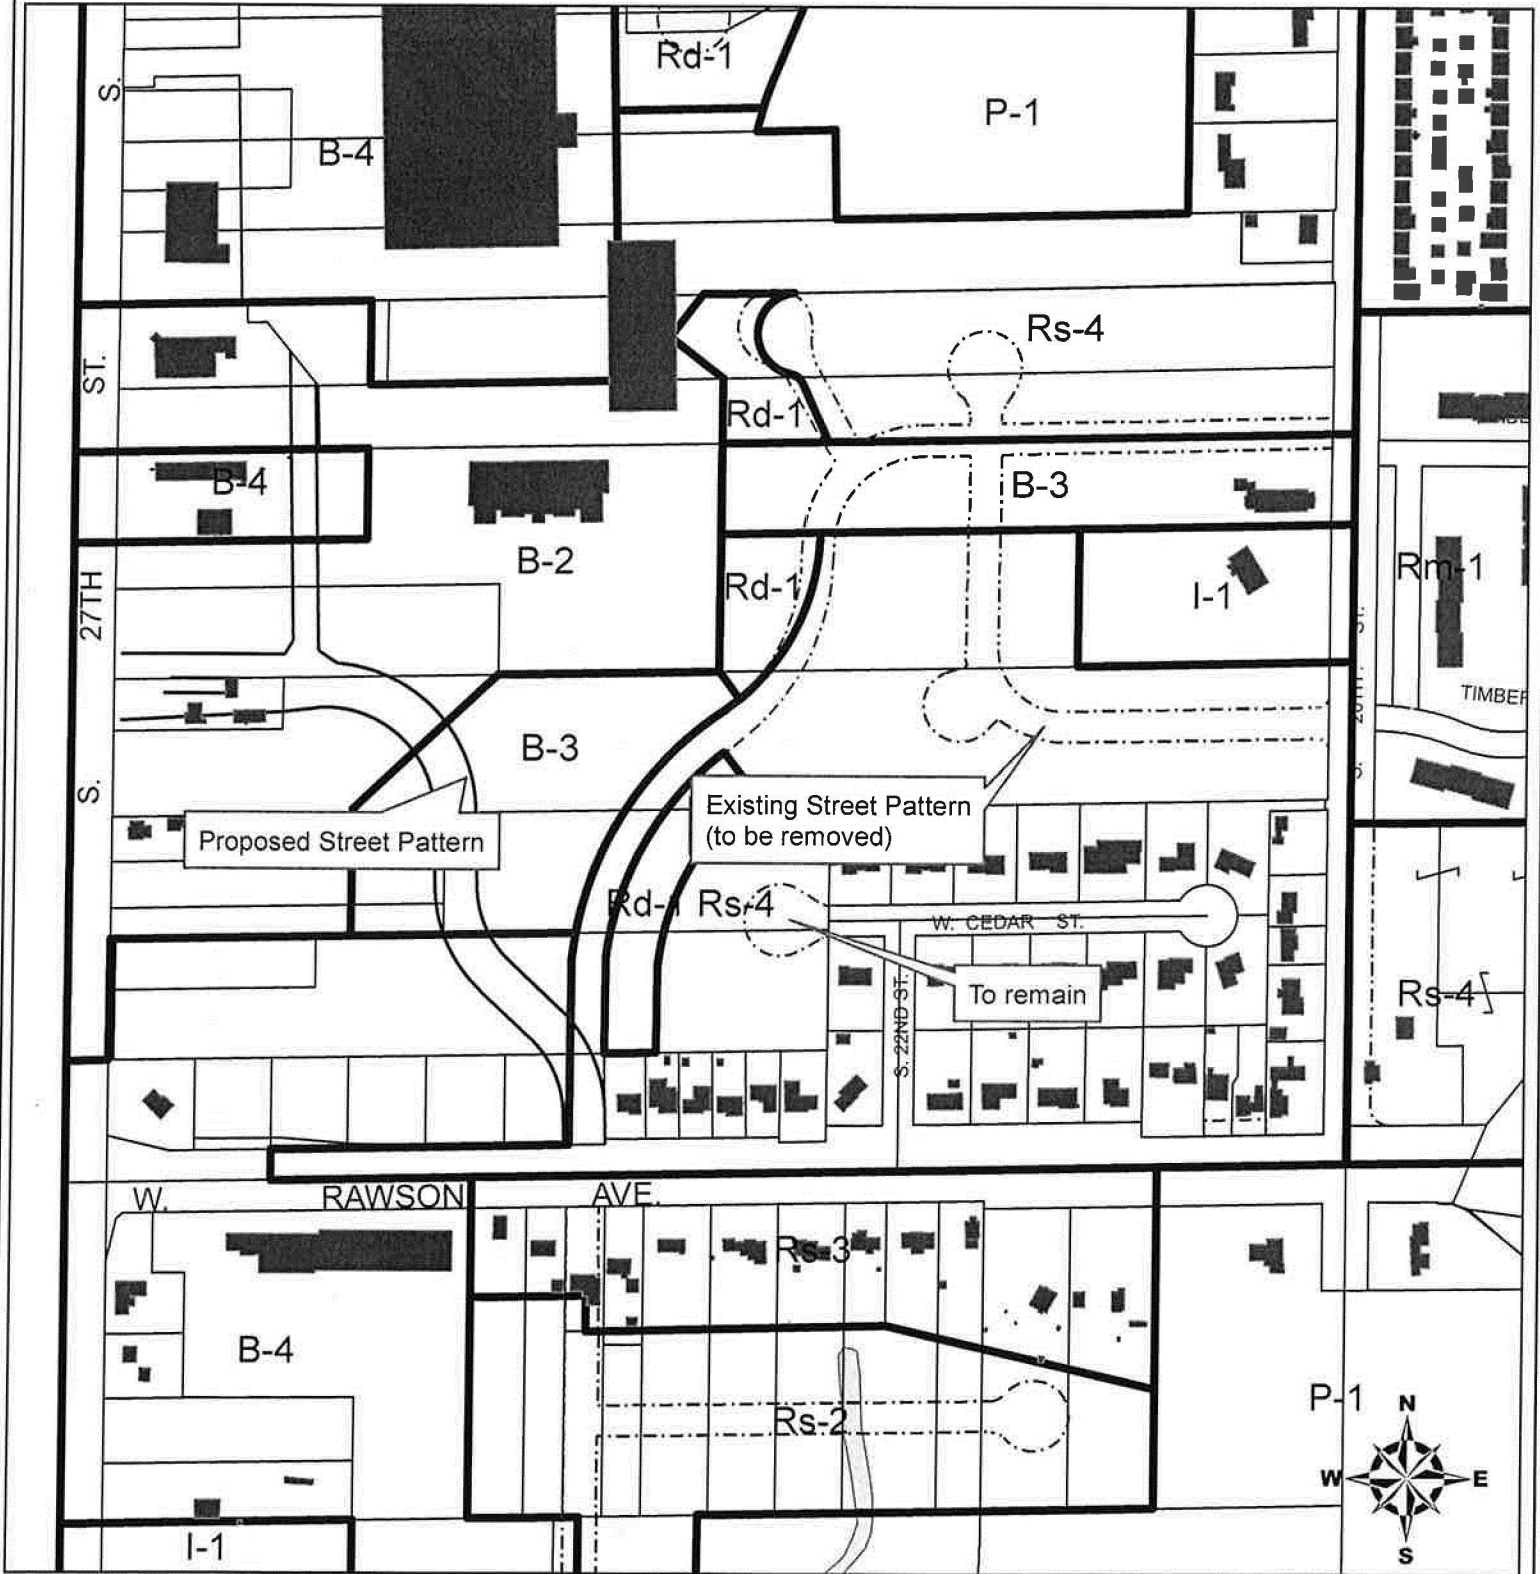 Rd-1
P-1
S.
B-4
Rs-4
ST.
Rd-1
B-4
B-3
B-2
Rm-1
27TH
Rd-1
I-1
ST.
TIMBER
20TH
B-3
S.
S.
Proposed Street Pattern
Existing Street Pattern
(to be removed)
Rd-1
Rs-4
W. CEDAR ST.
To remain
Rs-4
S. 22ND ST.
W. RAWSON AVE.
Rs-3
B-4
P-1
Rs-2
N
W
E
S
I-1